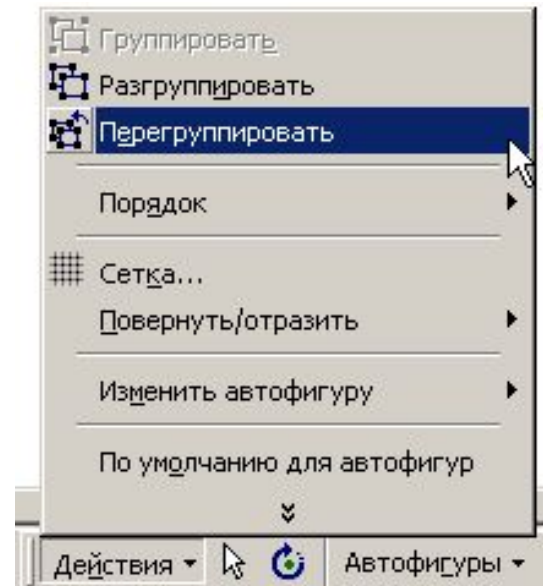 Группировать
Разгруппировать
Перегруппировать
Порядок
Сетка...
Повернуть/отразить
Изменить автофигуру
По умолчанию для автофигур
Действия
Автофигуры